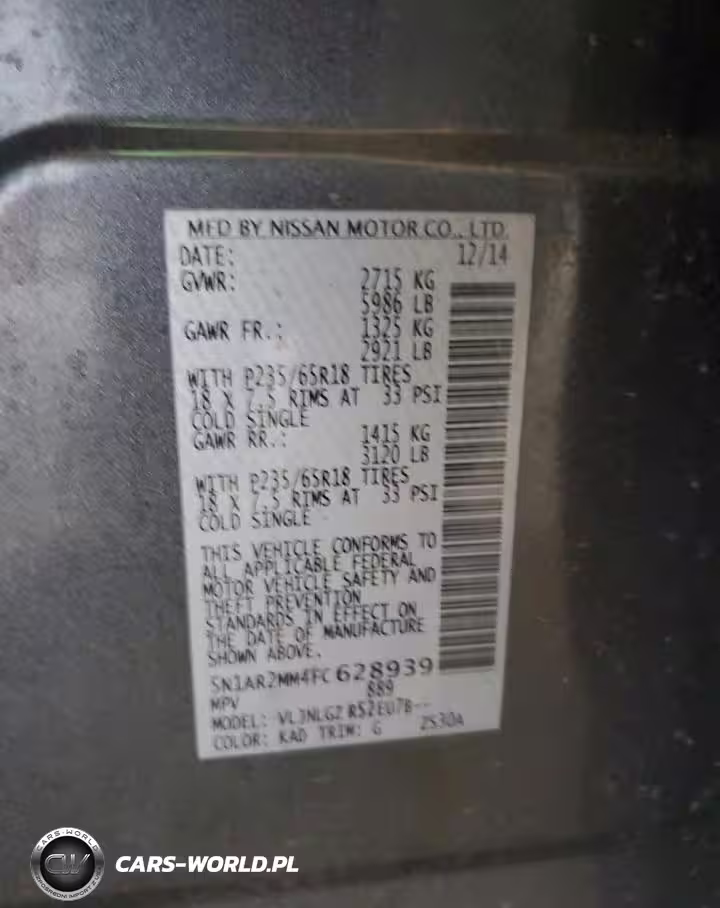 MFD BY NISSAN MOTOR CO., LTD.
DATE: 12/14
GVWR: 2715 KG
5986 LB
GAWR FR.: 1325 KG
2921 LB
WITH P235/65R18 TIRES
18 X 7.5 RIMS AT 33 PSI
COLD SINGLE
GAWR RR.: 1415 KG
3120 LB
WITH P235/65R18 TIRES
18 X 7.5 RIMS AT 33 PSI
COLD SINGLE
THIS VEHICLE CONFORMS TO
ALL APPLICABLE FEDERAL
MOTOR VEHICLE SAFETY AND
THEFT PREVENTION
STANDARDS IN EFFECT ON
THE DATE OF MANUFACTURE
SHOWN ABOVE.
5N1AR2MM4FC628939
889
MPV
MODEL: VLJNLGZ R52EU7B--
COLOR: KAD TRIM: G 2S30A
CARS-WORLD
CW
CARS-WORLD.PL